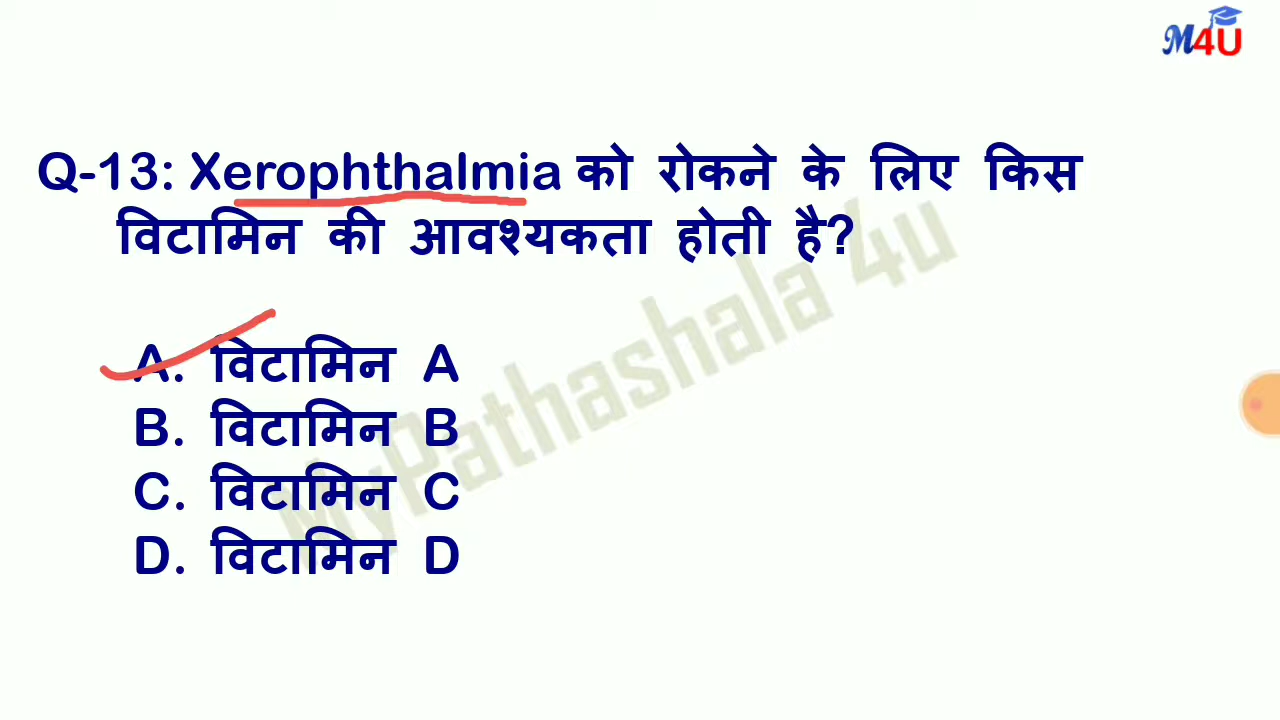 M4U
Q-13: Xerophthalmia को रोकने के लिए किस
विटामिन की आवश्यकता होती है?
A. विटामिन A
B. विटामिन B
C. विटामिन C
D. विटामिन D
MyPathashala 4u